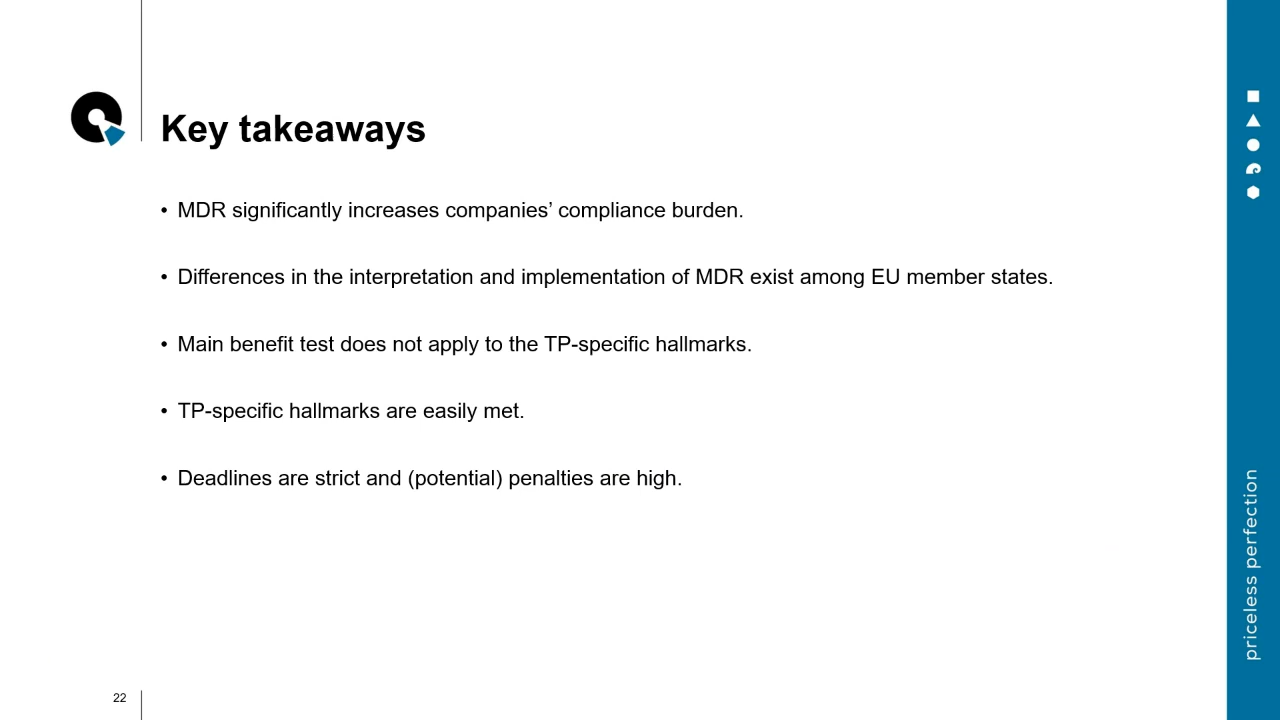 Key takeaways
• MDR significantly increases companies’ compliance burden.
• Differences in the interpretation and implementation of MDR exist among EU member states.
• Main benefit test does not apply to the TP-specific hallmarks.
• TP-specific hallmarks are easily met.
• Deadlines are strict and (potential) penalties are high.
priceless perfection
22